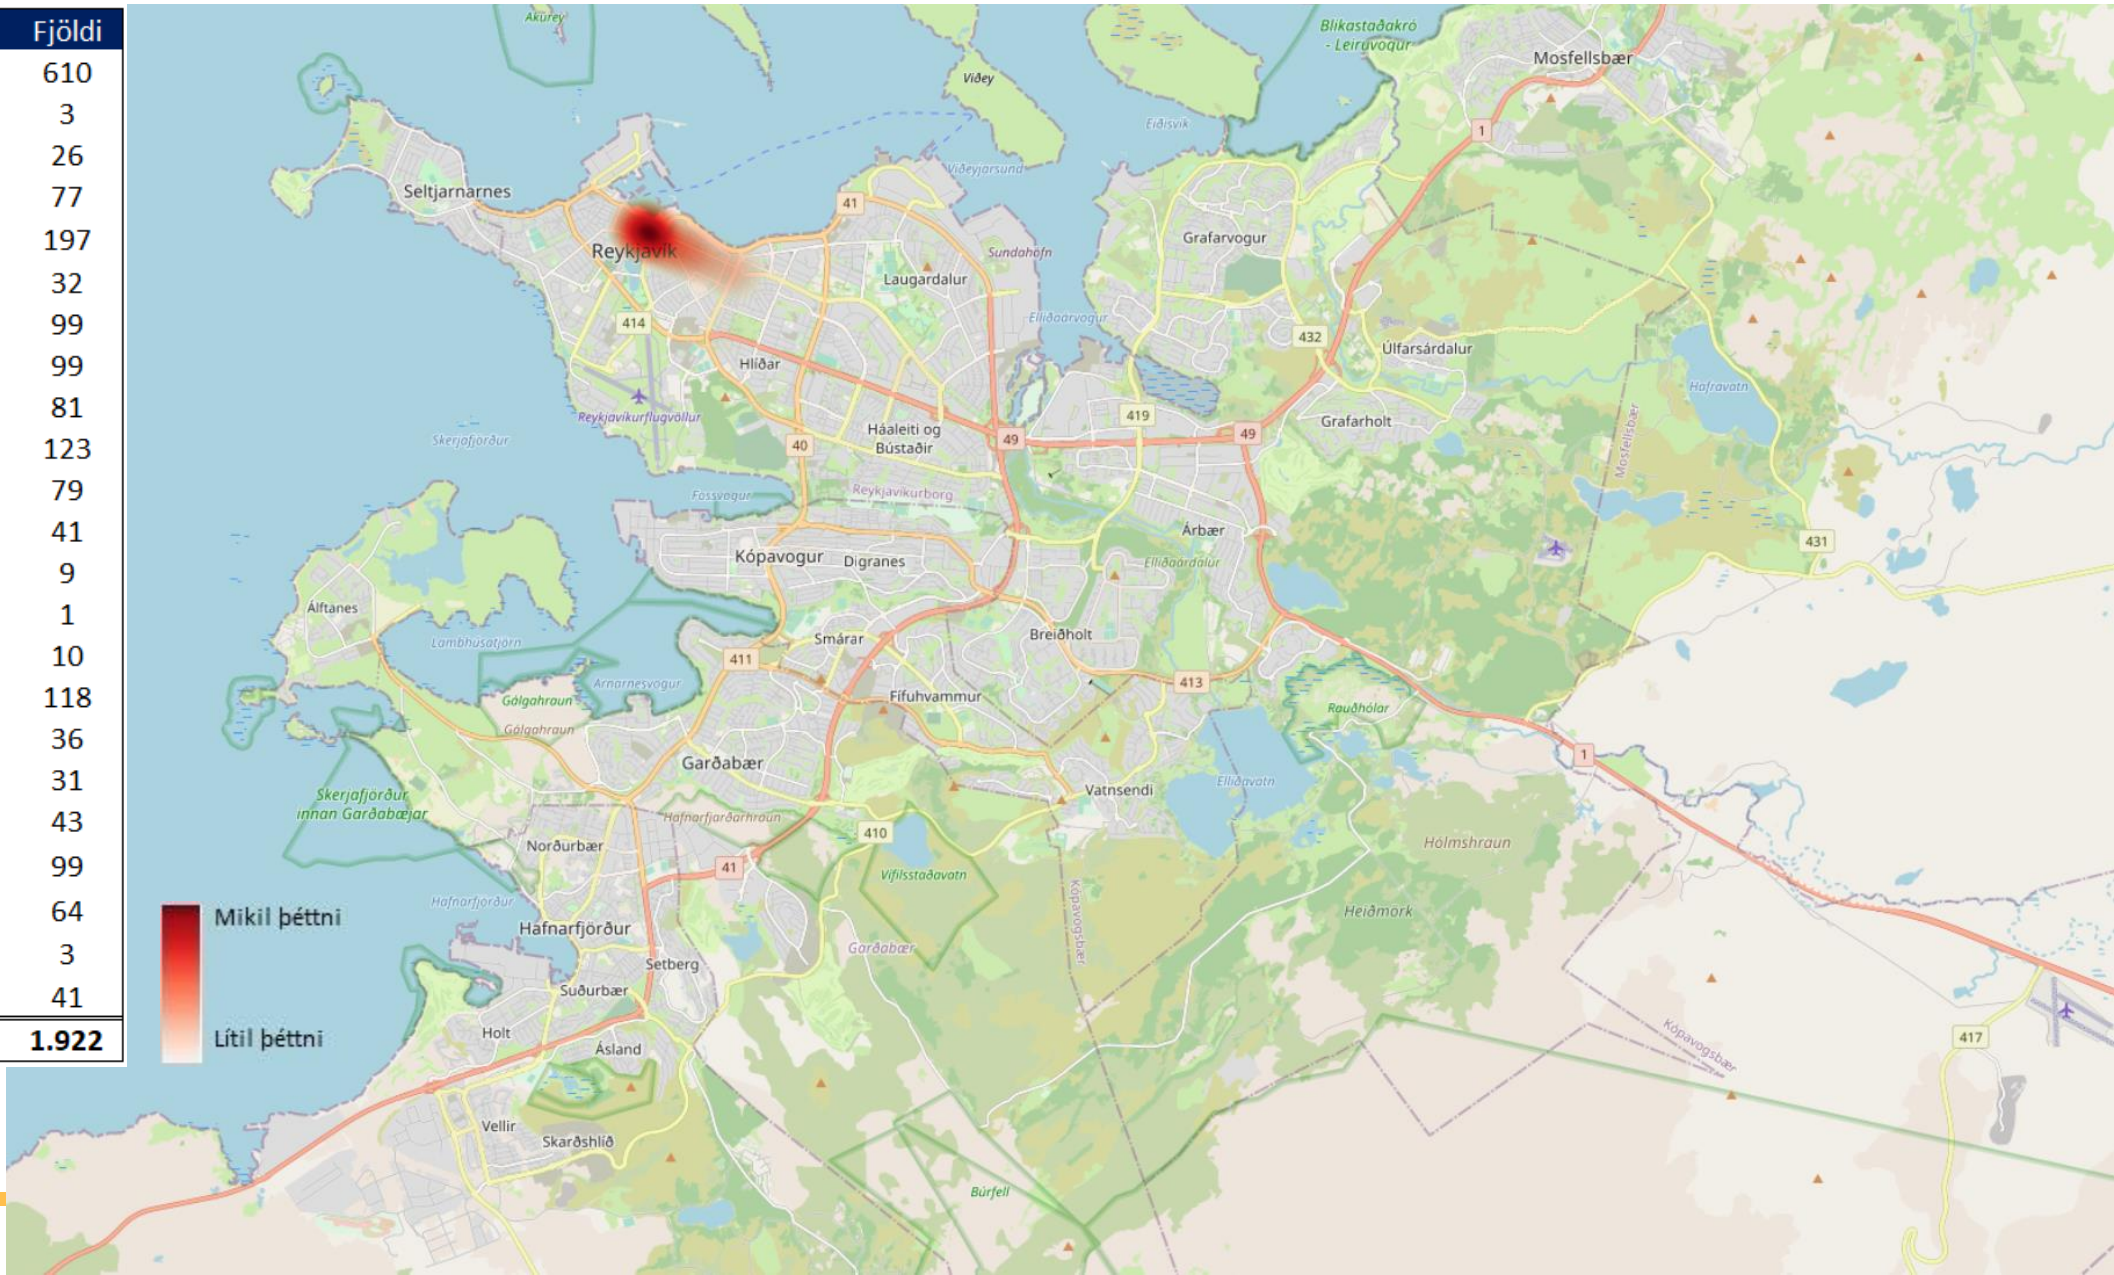 Fjöldi
610
3
26
77
197
32
99
99
81
123
79
41
9
1
10
118
36
31
43
99
64
3
41
1.922
Mikil þéttni
Lítil þéttni
Akurey
Viðey
Blikastaðakró
- Leiruvogur
Mosfellsbær
1
Eiðisvík
Viðeyjarsund
Seltjarnarnes
41
Reykjavík
Sundahöfn
Grafarvogur
Laugardalur
Elliðaárvogur
414
432
Úlfarsárdalur
Hlíðar
Hafravatn
Reykjavíkurflugvöllur
419
Grafarholt
Skerjafjörður
Háaleiti og
Bústaðir
40
49
49
Mosfellsbær
Fossvogur
Reykjavíkurborg
Árbær
431
Kópavogur
Digranes
Elliðaárdalur
Álftanes
Lambhúsatjörn
Smárar
Breiðholt
411
Arnarnesvogur
413
Gálgahraun
Fífuhvammur
Rauðhólar
Gálgahraun
Garðabær
1
Elliðavatn
Vatnsendi
Skerjafjörður
innan Garðabæjar
Hafnarfjarðarhraun
410
Norðurbær
Hólmshraun
41
Vífilsstaðavatn
Hafnarfjörður
Kópavogsbær
Heiðmörk
Hafnarfjörður
Garðabær
Setberg
Suðurbær
Holt
Ásland
Kópavogsbær
417
Vellir
Skarðshlíð
Búrfell